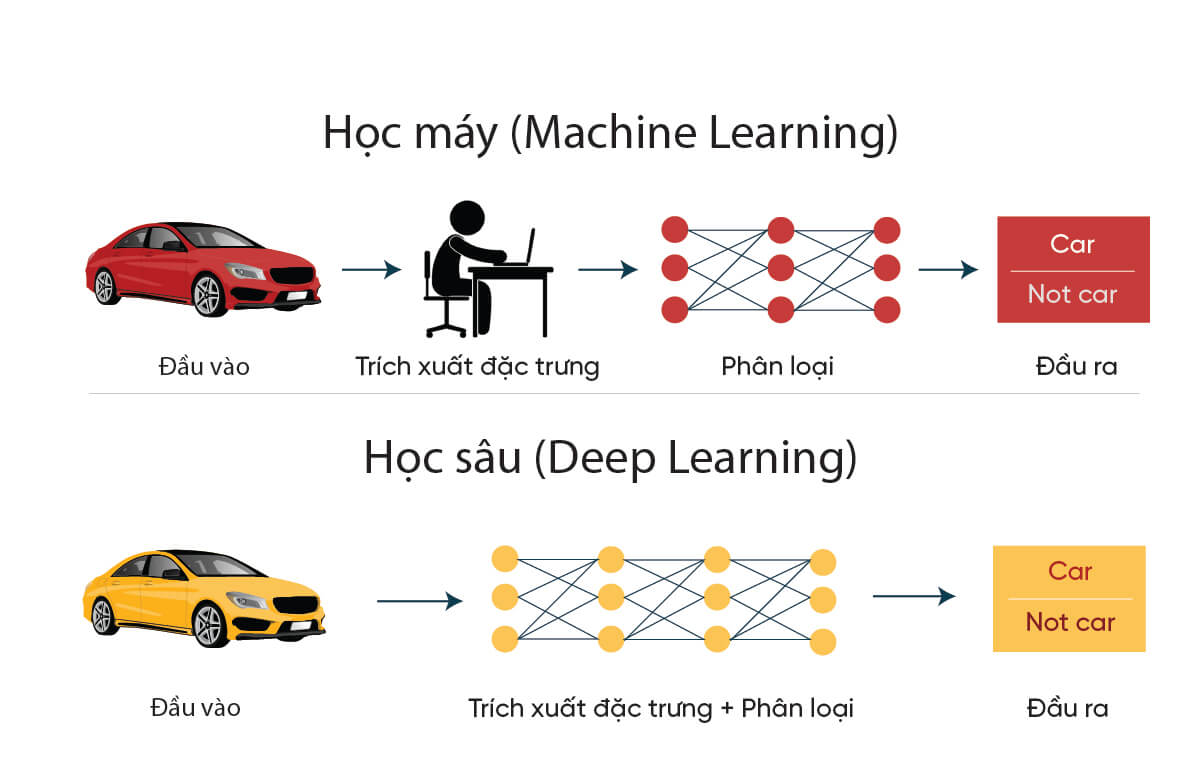 Học máy (Machine Learning)
Car
Not car
Đầu vào
Trích xuất đặc trưng
Phân loại
Đầu ra
Học sâu (Deep Learning)
Car
Not car
Đầu vào
Trích xuất đặc trưng + Phân loại
Đầu ra